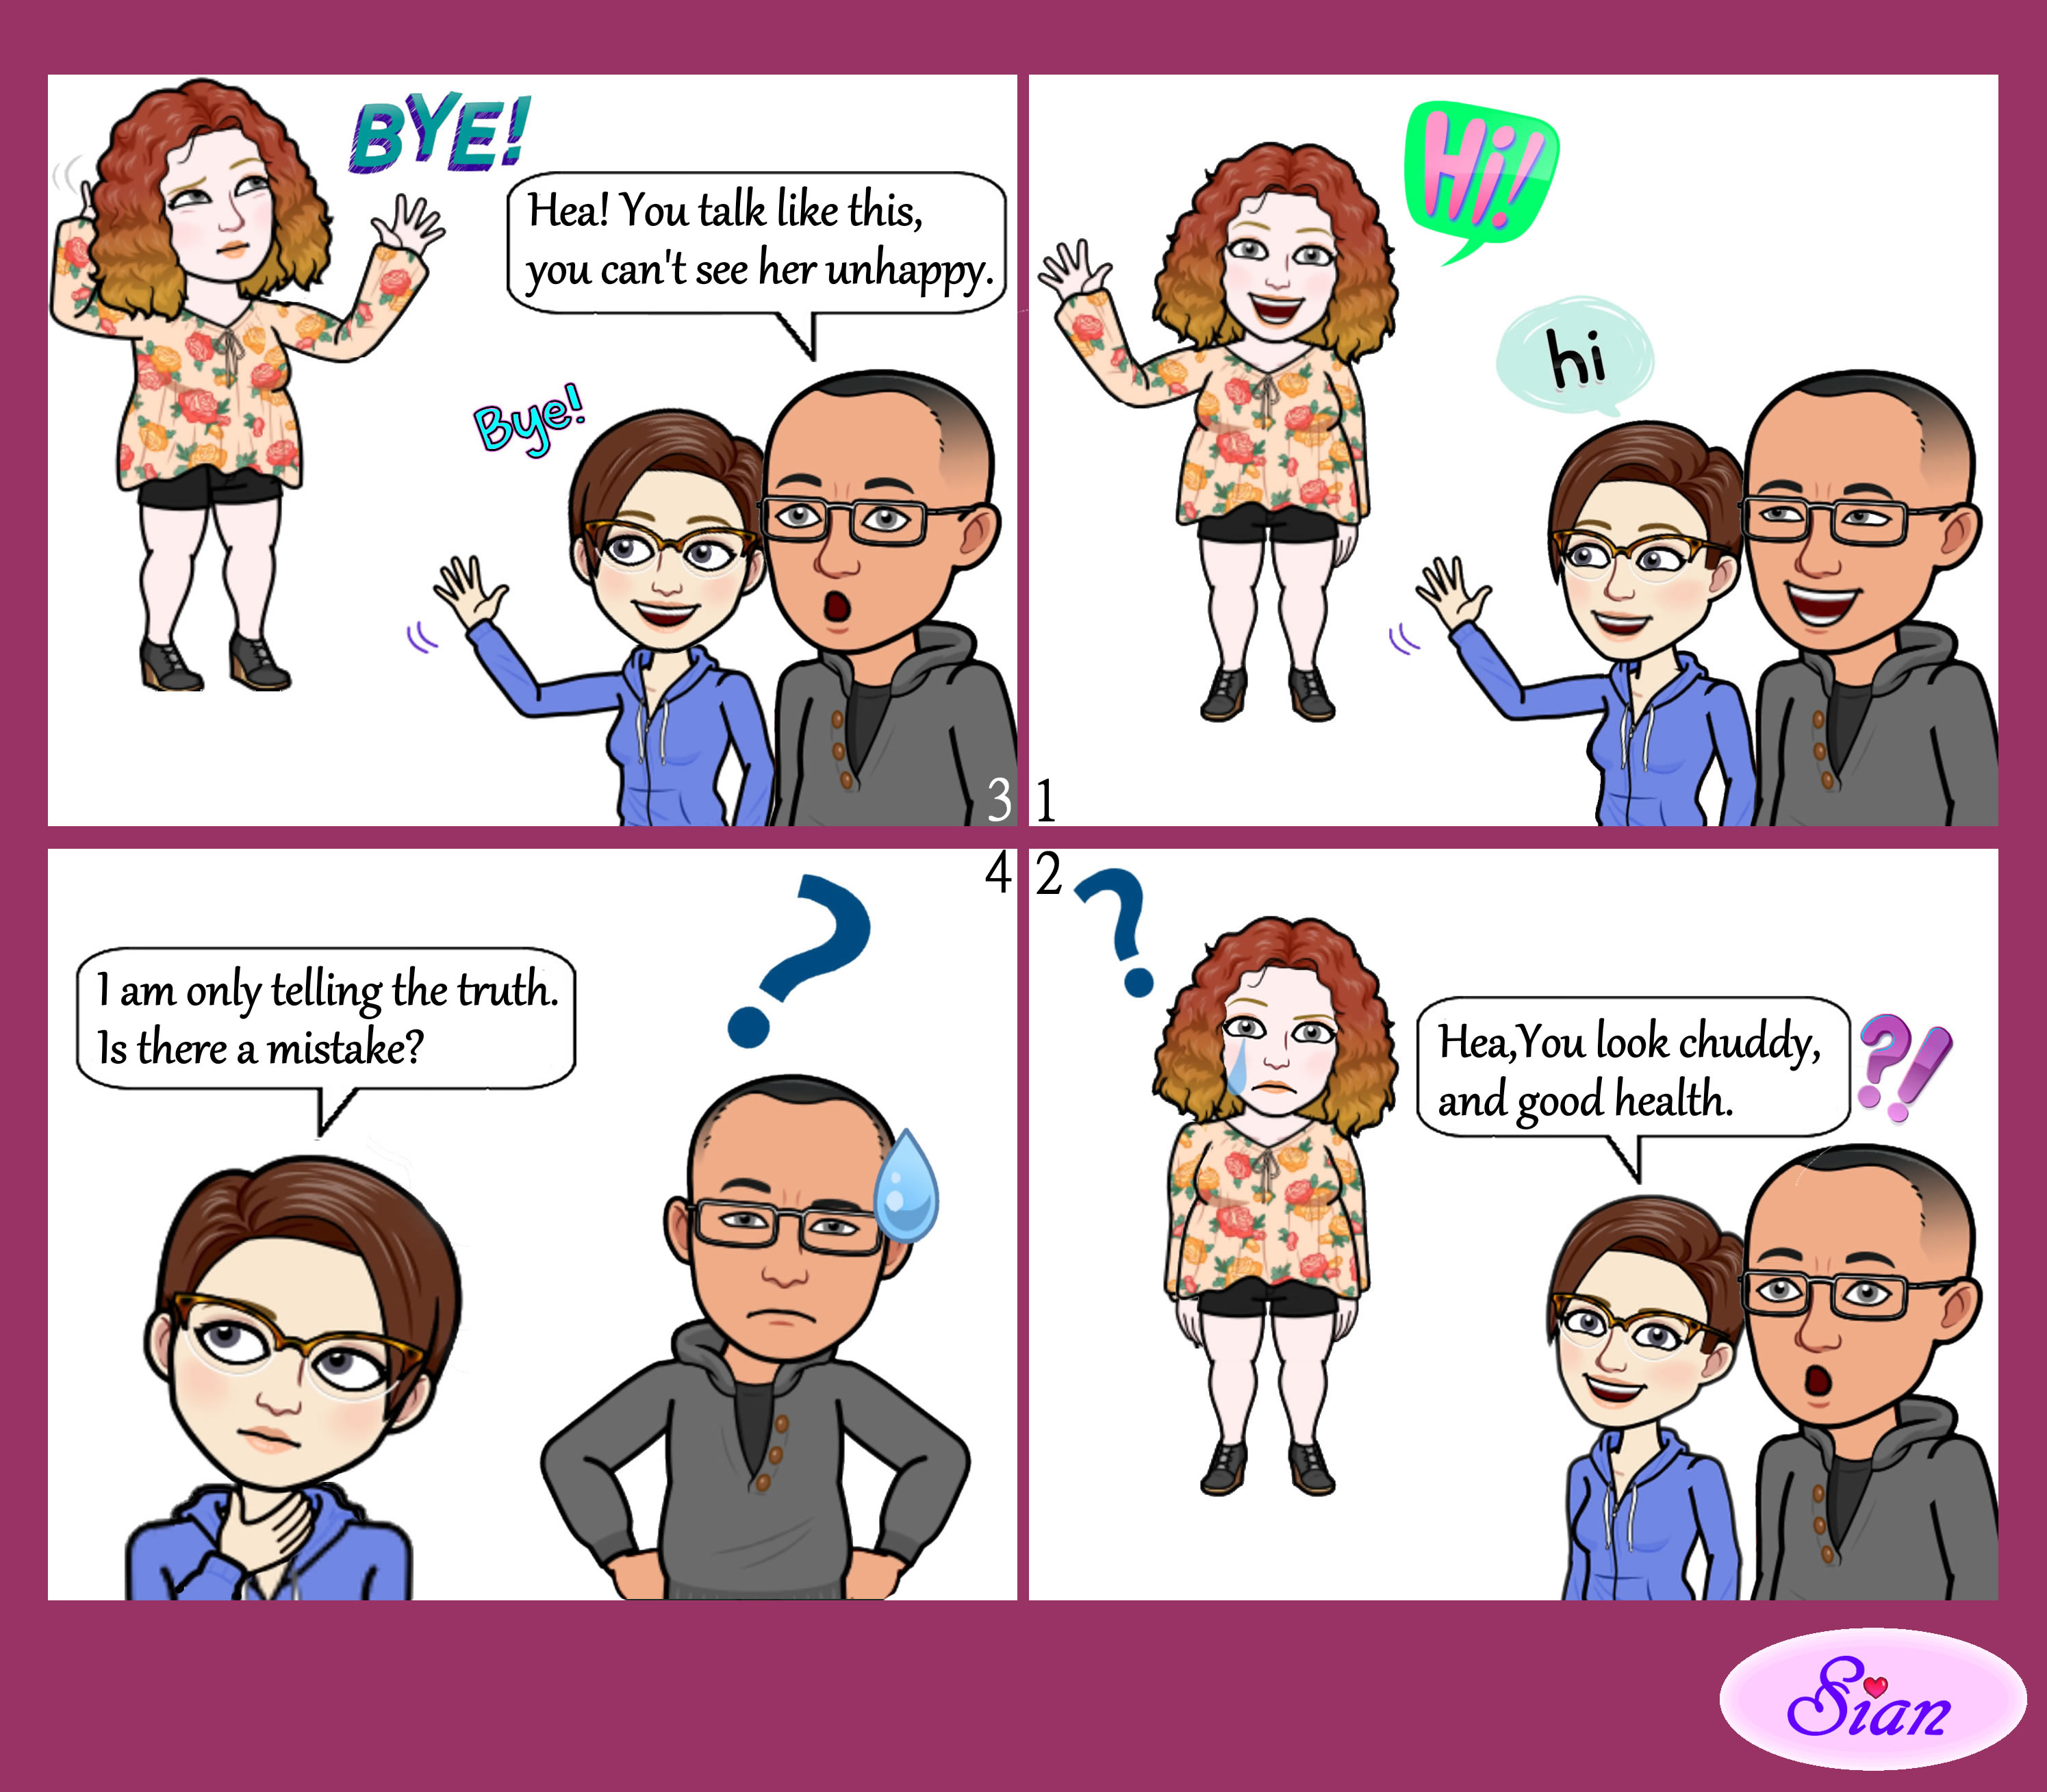 Hi!
hi
1
2
?
Hea,You look chuddy,
and good health.
?!
BYE!
Hea! You talk like this,
you can't see her unhappy.
Bye!
3
4
?
I am only telling the truth.
Is there a mistake?
Sian